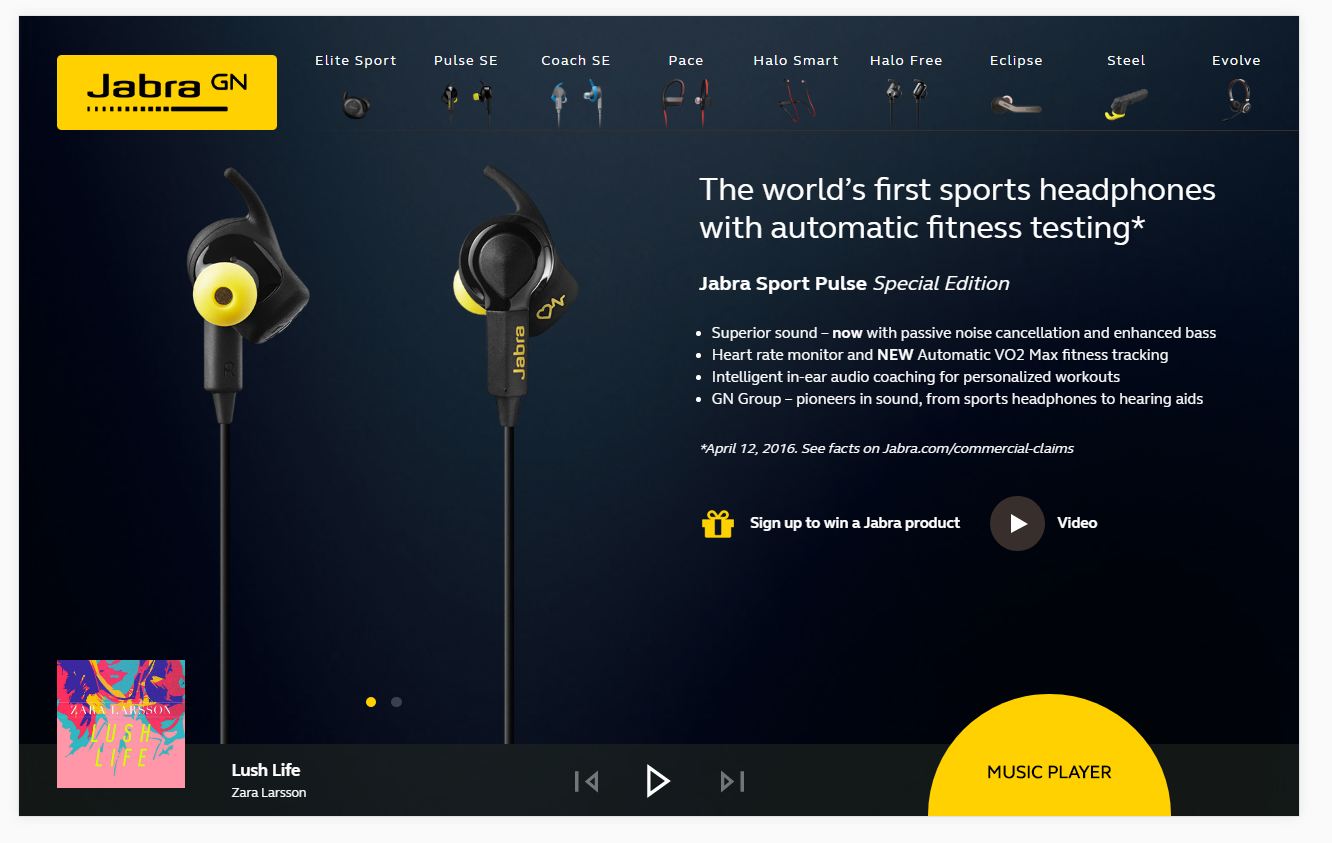 Jabra GN
Elite Sport
Pulse SE
Coach SE
Pace
Halo Smart
Halo Free
Eclipse
Steel
Evolve
The world’s first sports headphones
with automatic fitness testing*
Jabra Sport Pulse Special Edition
• Superior sound – now with passive noise cancellation and enhanced bass
• Heart rate monitor and NEW Automatic VO2 Max fitness tracking
• Intelligent in-ear audio coaching for personalized workouts
• GN Group – pioneers in sound, from sports headphones to hearing aids
*April 12, 2016. See facts on Jabra.com/commercial-claims
Sign up to win a Jabra product
Video
R
Jabra
ZARA LARSSON
LUSH
LIFE
Lush Life
Zara Larsson
MUSIC PLAYER